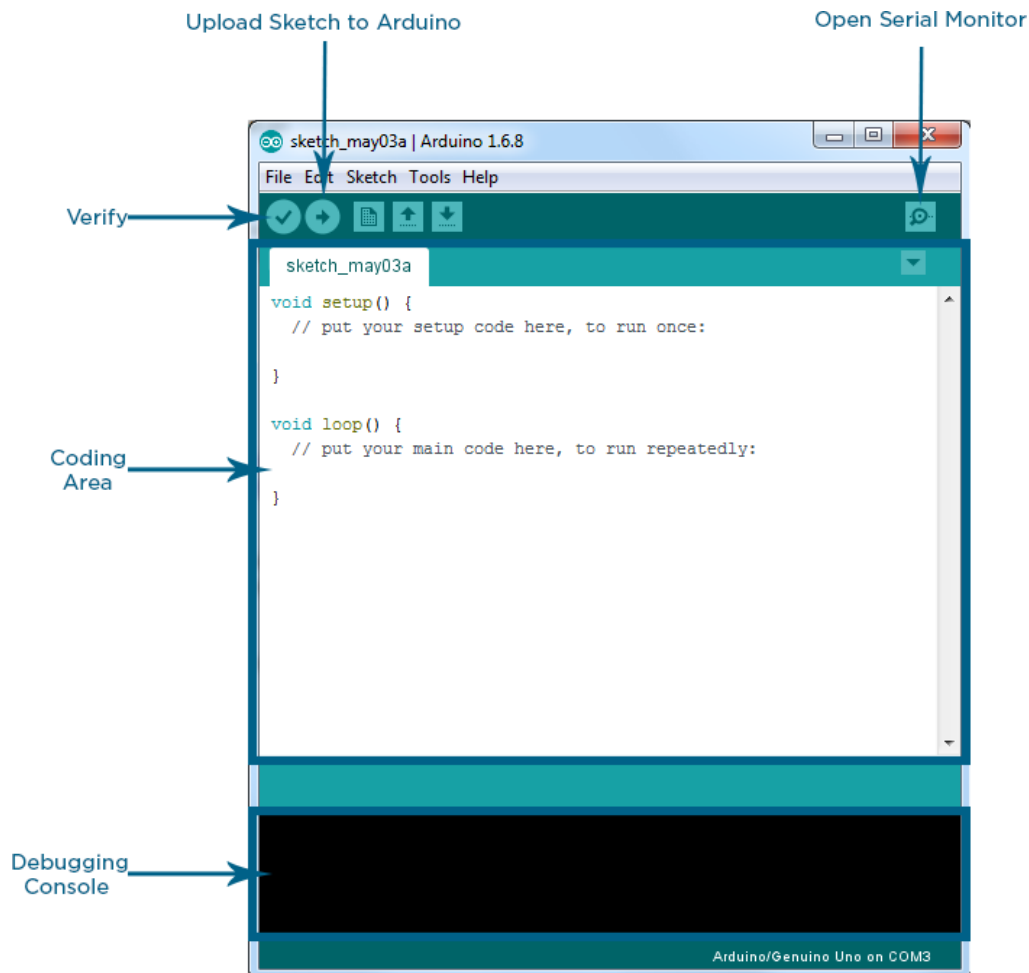 Upload Sketch to Arduino
Open Serial Monitor
sketch_may03a | Arduino 1.6.8
File Edit Sketch Tools Help
Verify
sketch_may03a
void setup() {
  // put your setup code here, to run once:
}
void loop() {
  // put your main code here, to run repeatedly:
}
Coding
Area
Debugging
Console
Arduino/Genuino Uno on COM3